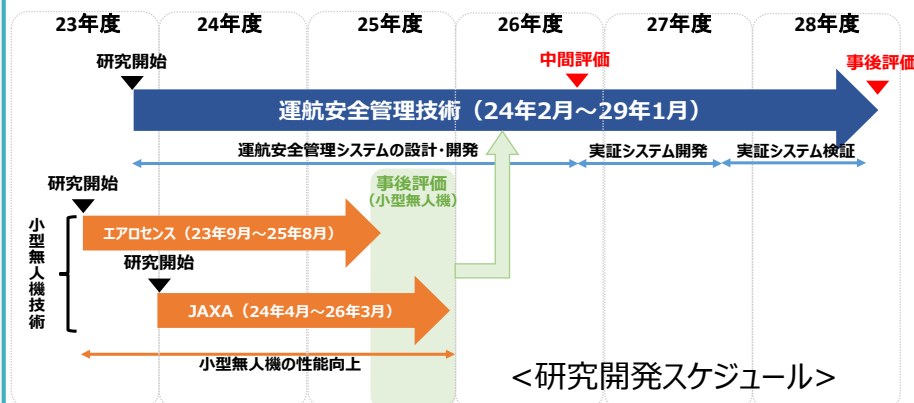 23年度 24年度 25年度 26年度 27年度 28年度
研究開始
中間評価
事後評価
運航安全管理技術（24年2月～29年1月）
運航安全管理システムの設計・開発
実証システム開発
実証システム検証
研究開始
事後評価
（小型無人機）
小型無人機技術
エアロセンス（23年9月～25年8月）
研究開始
JAXA（24年4月～26年3月）
小型無人機の性能向上
<研究開発スケジュール>